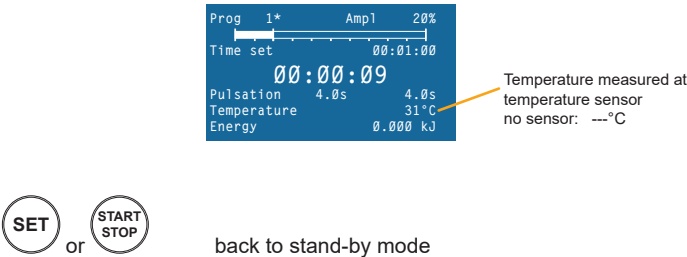 Prog 1* Ampl 20%
Time set 00:01:00
00:00:09
Pulsation 4.0s 4.0s
Temperature 31°C
Energy 0.000 kJ
Temperature measured at
temperature sensor
no sensor: ---°C
SET or START STOP back to stand-by mode